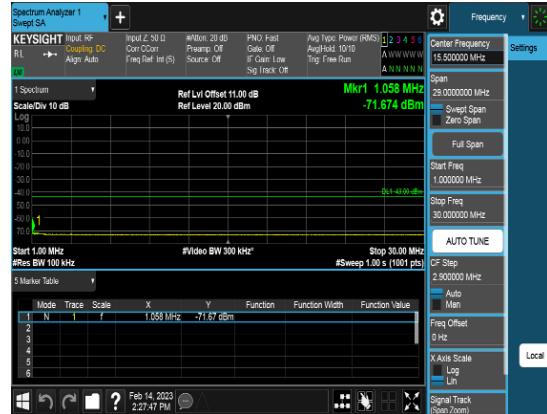 Spectrum Analyzer 1
Swept SA
+
Frequency
KEYSIGHT
RL
Input: RF
Coupling: DC
Align: Auto
Input Z: 50 Ω
Corr CCorr
Freq Ref: Int (S)
#Atten: 20 dB
Preamp: Off
Source: Off
PNO: Fast
Gate: Off
IF Gain: Low
Sig Track: Off
Avg Type: Power (RMS)
Avg|Hold: 10/10
Trig: Free Run
1 2 3 4 5 6
A W W W W W
A N N N N N
1 Spectrum
Scale/Div 10 dB
Ref Lvl Offset 11.00 dB
Ref Level 20.00 dBm
Mkr1 1.058 MHz
-71.674 dBm
Log
10.0
0.00
-10.0
-20.0
-30.0
-40.0
-50.0
-60.0
-70.0
DL1 -43.00 dBm
1
Start 1.00 MHz
#Res BW 100 kHz
#Video BW 300 kHz*
Stop 30.00 MHz
#Sweep 1.00 s (1001 pts)
5 Marker Table
Mode Trace Scale X Y Function Function Width Function Value
1 N 1 f 1.058 MHz -71.67 dBm
2
3
4
5
6
Feb 14, 2023
2:27:47 PM
Center Frequency
15.500000 MHz
Settings
Span
29.0000000 MHz
Swept Span
Zero Span
Full Span
Start Freq
1.000000 MHz
Stop Freq
30.000000 MHz
AUTO TUNE
CF Step
2.900000 MHz
Auto
Man
Freq Offset
0 Hz
X Axis Scale
Log
Lin
Local
Signal Track
(Span Zoom)